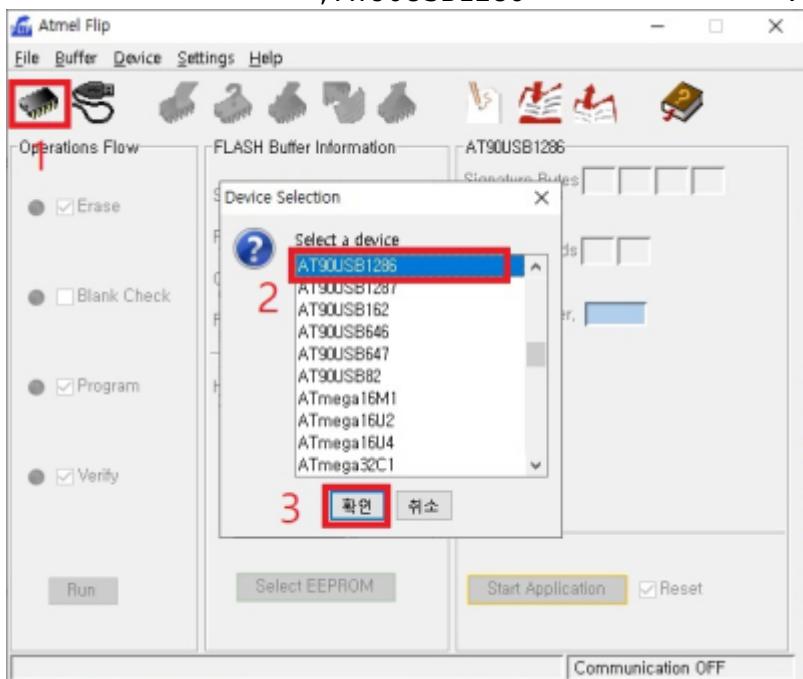 Atmel Flip
File Buffer Device Settings Help
1
Operations Flow
Erase
Blank Check
Program
Verify
Run
FLASH Buffer Information
Select EEPROM
AT90USB1286
Signature Bytes
Start Application
Reset
Device Selection
Select a device
2
AT90USB1286
AT90USB1287
AT90USB162
AT90USB646
AT90USB647
AT90USB82
ATmega16M1
ATmega16U2
ATmega16U4
ATmega32C1
3
확인 취소
Communication OFF